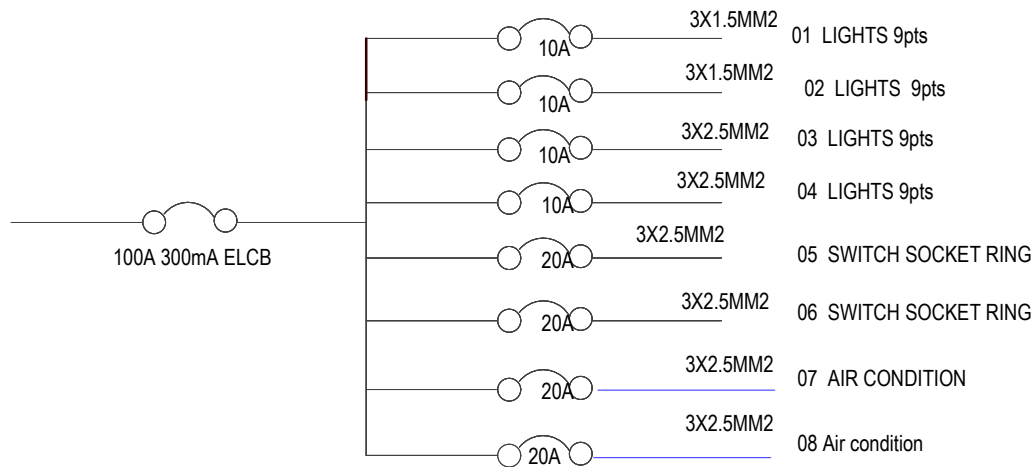 3X1.5MM2
10A
01 LIGHTS 9pts
3X1.5MM2
10A
02 LIGHTS 9pts
3X2.5MM2
10A
03 LIGHTS 9pts
3X2.5MM2
10A
04 LIGHTS 9pts
100A 300mA ELCB
3X2.5MM2
20A
05 SWITCH SOCKET RING
3X2.5MM2
20A
06 SWITCH SOCKET RING
3X2.5MM2
20A
07 AIR CONDITION
3X2.5MM2
20A
08 Air condition